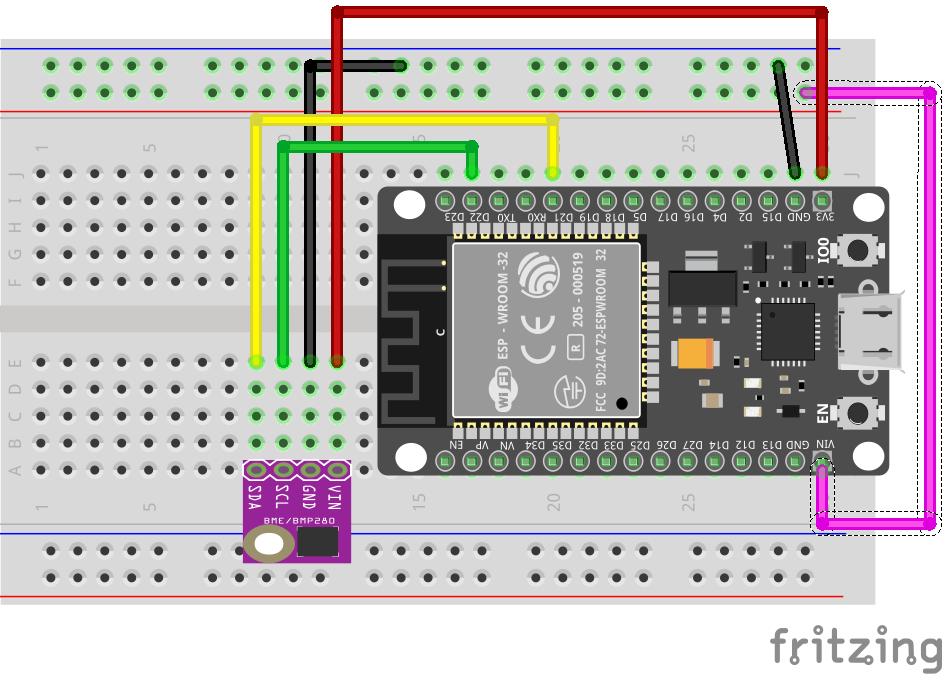 1
5
10
15
20
25
30
J
J
I
H
G
F
E
D
C
B
A
D23
D22
TX0
RX0
D21
D19
D18
D5
D17
D16
D4
D2
D15
GND
3V3
IO0
C
ESP - WROOM -32
WiFi
CE
R
205 - 000519
FCC 9D:2AC 72-ESPWROOM 32
EN
EN
VP
VN
D34
D35
D32
D33
D25
D26
D27
D14
D12
D13
GND
VIN
SDA
SCL
GND
VIN
BME/BMP280
1
5
15
20
25
fritzing